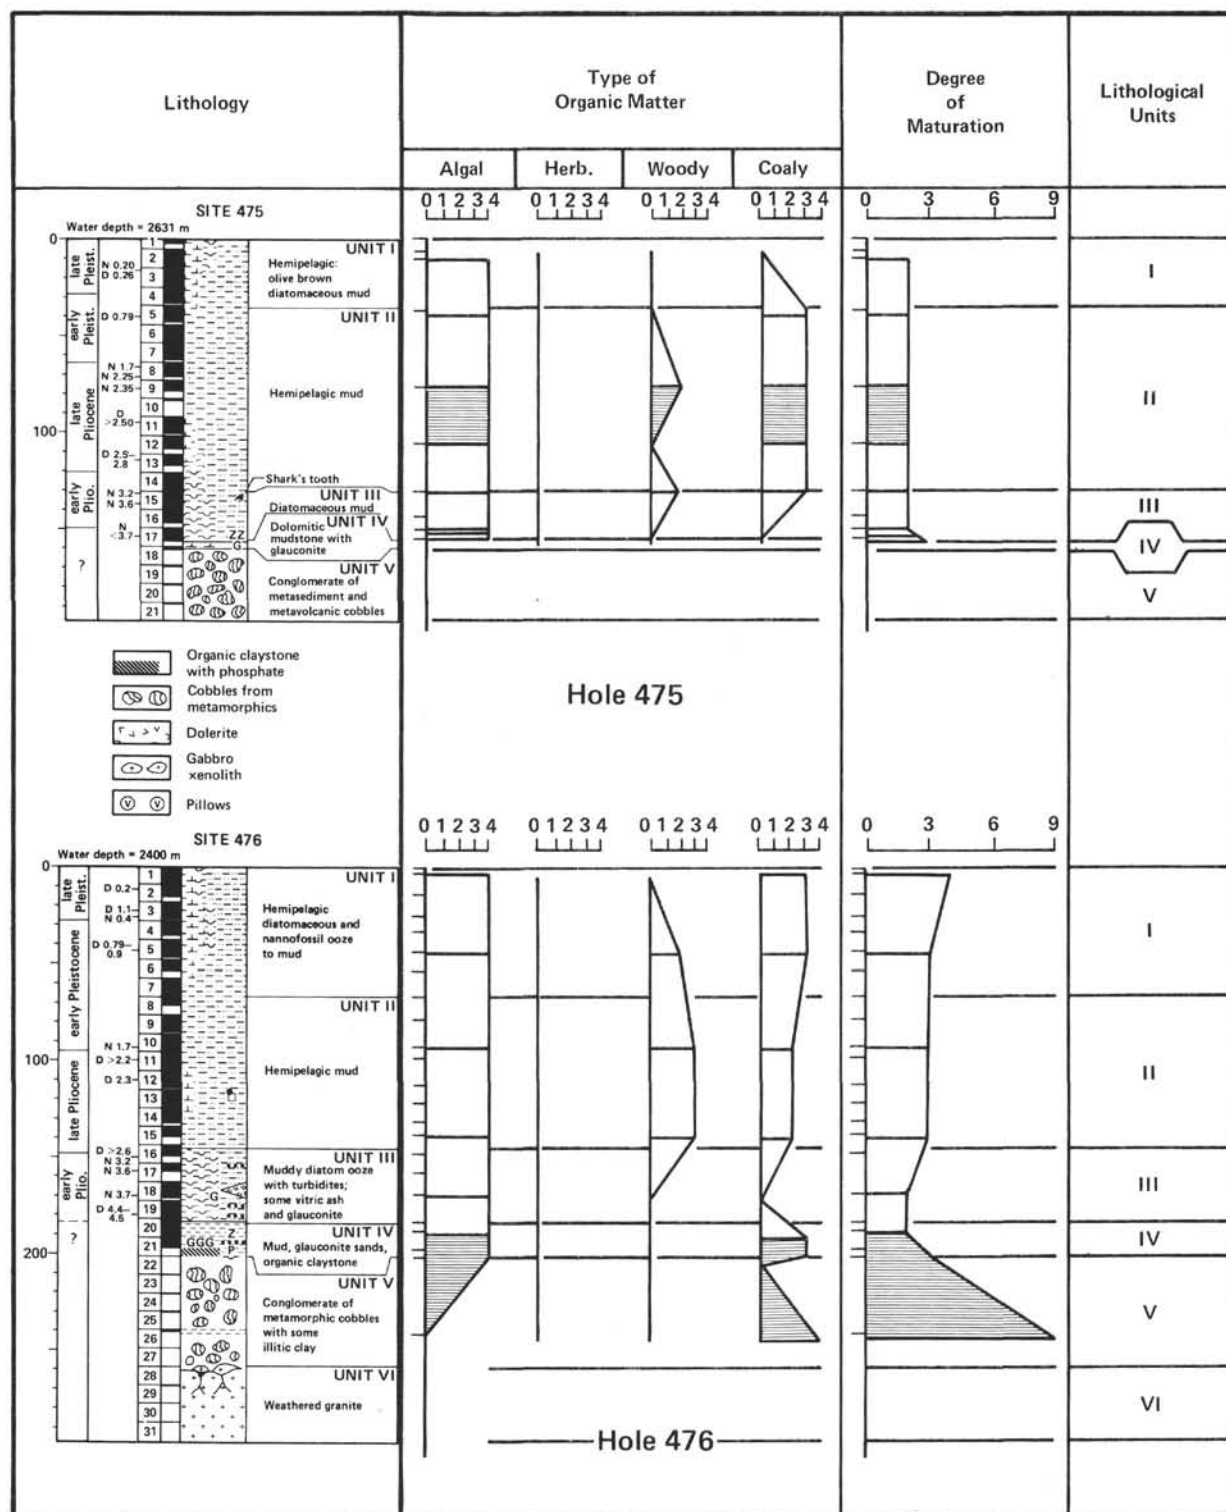 Lithology
Type of
Organic Matter
Degree
of
Maturation
Lithological
Units
Algal
Herb.
Woody
Coaly
0 1 2 3 4
0 1 2 3 4
0 1 2 3 4
0 1 2 3 4
0 3 6 9
SITE 475
Water depth = 2631 m
0
100
late
Pleist.
early
Pleist.
late
Pliocene
early
Plio.
?
N 0.20
D 0.26
D 0.79
N 1.7
N 2.25
N 2.35
D
>2.50
D 2.5–
2.8
N 3.2
N 3.6
N
<3.7
1
2
3
4
5
6
7
8
9
10
11
12
13
14
15
16
17
18
19
20
21
ZZ
G
UNIT I
Hemipelagic:
olive brown
diatomaceous mud
UNIT II
Hemipelagic mud
Shark's tooth
UNIT III
Diatomaceous mud
UNIT IV
Dolomitic
mudstone with
glauconite
UNIT V
Conglomerate of
metasediment and
metavolcanic cobbles
I
II
III
IV
V
Organic claystone
with phosphate
Cobbles from
metamorphics
Dolerite
Gabbro
xenolith
Pillows
Hole 475
SITE 476
Water depth = 2400 m
0 1 2 3 4
0 1 2 3 4
0 1 2 3 4
0 1 2 3 4
0 3 6 9
0
100
200
late
Pleist.
early Pleistocene
late Pliocene
early
Plio.
?
D 0.2
D 1.1
N 0.4
D 0.79–
0.9
N 1.7
D >2.2
D 2.3
D >2.6
N 3.2
N 3.6
N 3.7
D 4.4–
4.5
1
2
3
4
5
6
7
8
9
10
11
12
13
14
15
16
17
18
19
20
21
22
23
24
25
26
27
28
29
30
31
G
Z
GGG
P
UNIT I
Hemipelagic
diatomaceous and
nannofossil ooze
to mud
UNIT II
Hemipelagic mud
UNIT III
Muddy diatom ooze
with turbidites;
some vitric ash
and glauconite
UNIT IV
Mud, glauconite sands,
organic claystone
UNIT V
Conglomerate of
metamorphic cobbles
with some
illitic clay
UNIT VI
Weathered granite
I
II
III
IV
V
VI
Hole 476